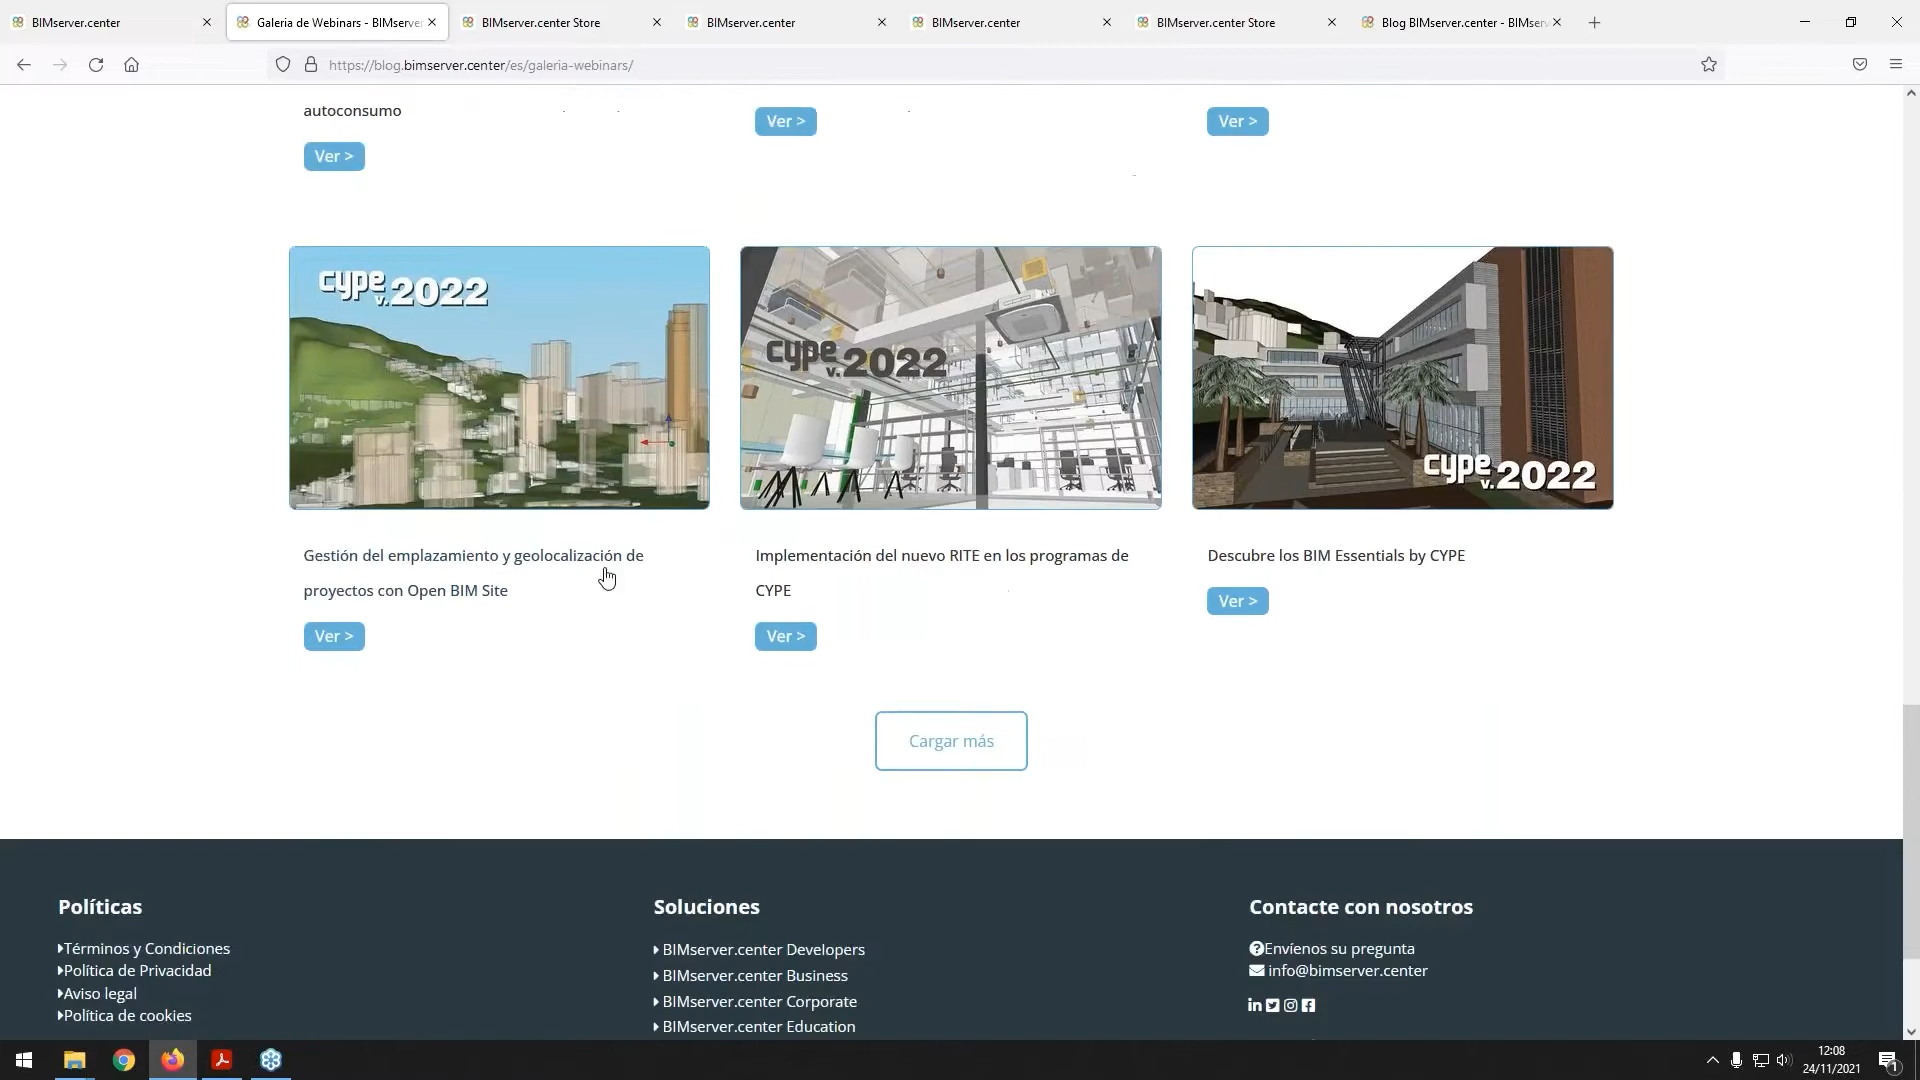 BIMserver.center
Galeria de Webinars - BIMserver
BIMserver.center Store
BIMserver.center
BIMserver.center
BIMserver.center Store
Blog BIMserver.center - BIMser
https://blog.bimserver.center/es/galeria-webinars/
autoconsumo
Ver >
Ver >
Ver >
cype v.2022
cype v.2022
cype v.2022
Gestión del emplazamiento y geolocalización de
proyectos con Open BIM Site
Ver >
Implementación del nuevo RITE en los programas de
CYPE
Ver >
Descubre los BIM Essentials by CYPE
Ver >
Cargar más
Políticas
Términos y Condiciones
Política de Privacidad
Aviso legal
Política de cookies
Soluciones
BIMserver.center Developers
BIMserver.center Business
BIMserver.center Corporate
BIMserver.center Education
Contacte con nosotros
Envíenos su pregunta
info@bimserver.center
12:08
24/11/2021
1